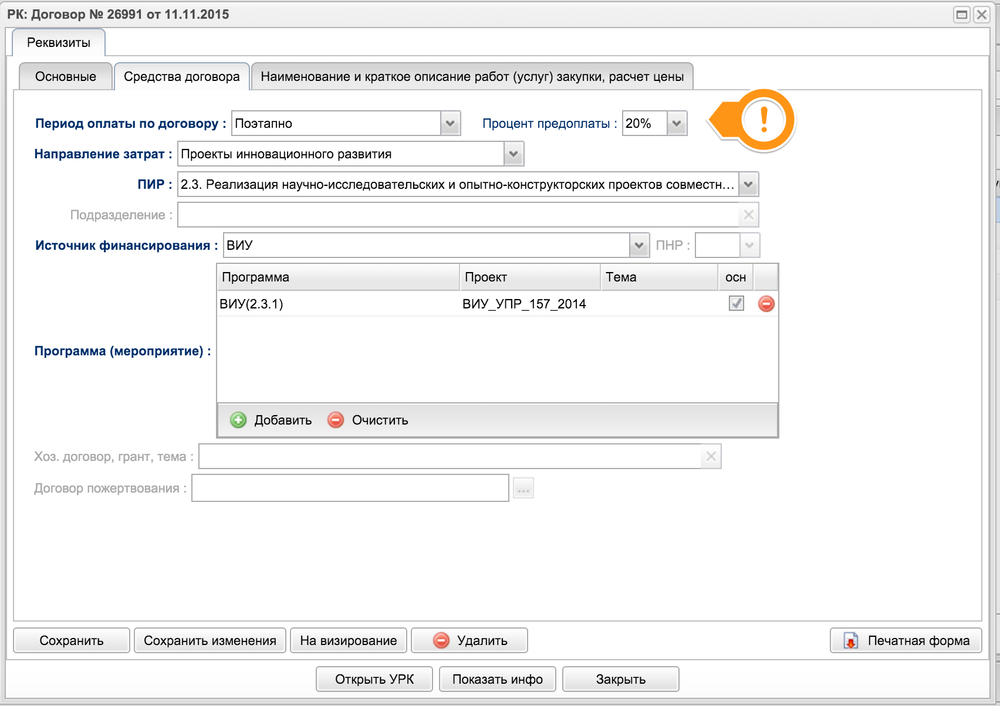 РК: Договор № 26991 от 11.11.2015
Реквизиты
Основные Средства договора Наименование и краткое описание работ (услуг) закупки, расчет цены
Период оплаты по договору : Поэтапно Процент предоплаты : 20% !
Направление затрат : Проекты инновационного развития
ПИР : 2.3. Реализация научно-исследовательских и опытно-конструкторских проектов совместн...
Подразделение :
Источник финансирования : ВИУ ПНР :
Программа Проект Тема осн
ВИУ(2.3.1) ВИУ_УПР_157_2014
Программа (мероприятие) :
Добавить Очистить
Хоз. договор, грант, тема :
Договор пожертвования : ...
Сохранить Сохранить изменения На визирование Удалить Печатная форма
Открыть УРК Показать инфо Закрыть